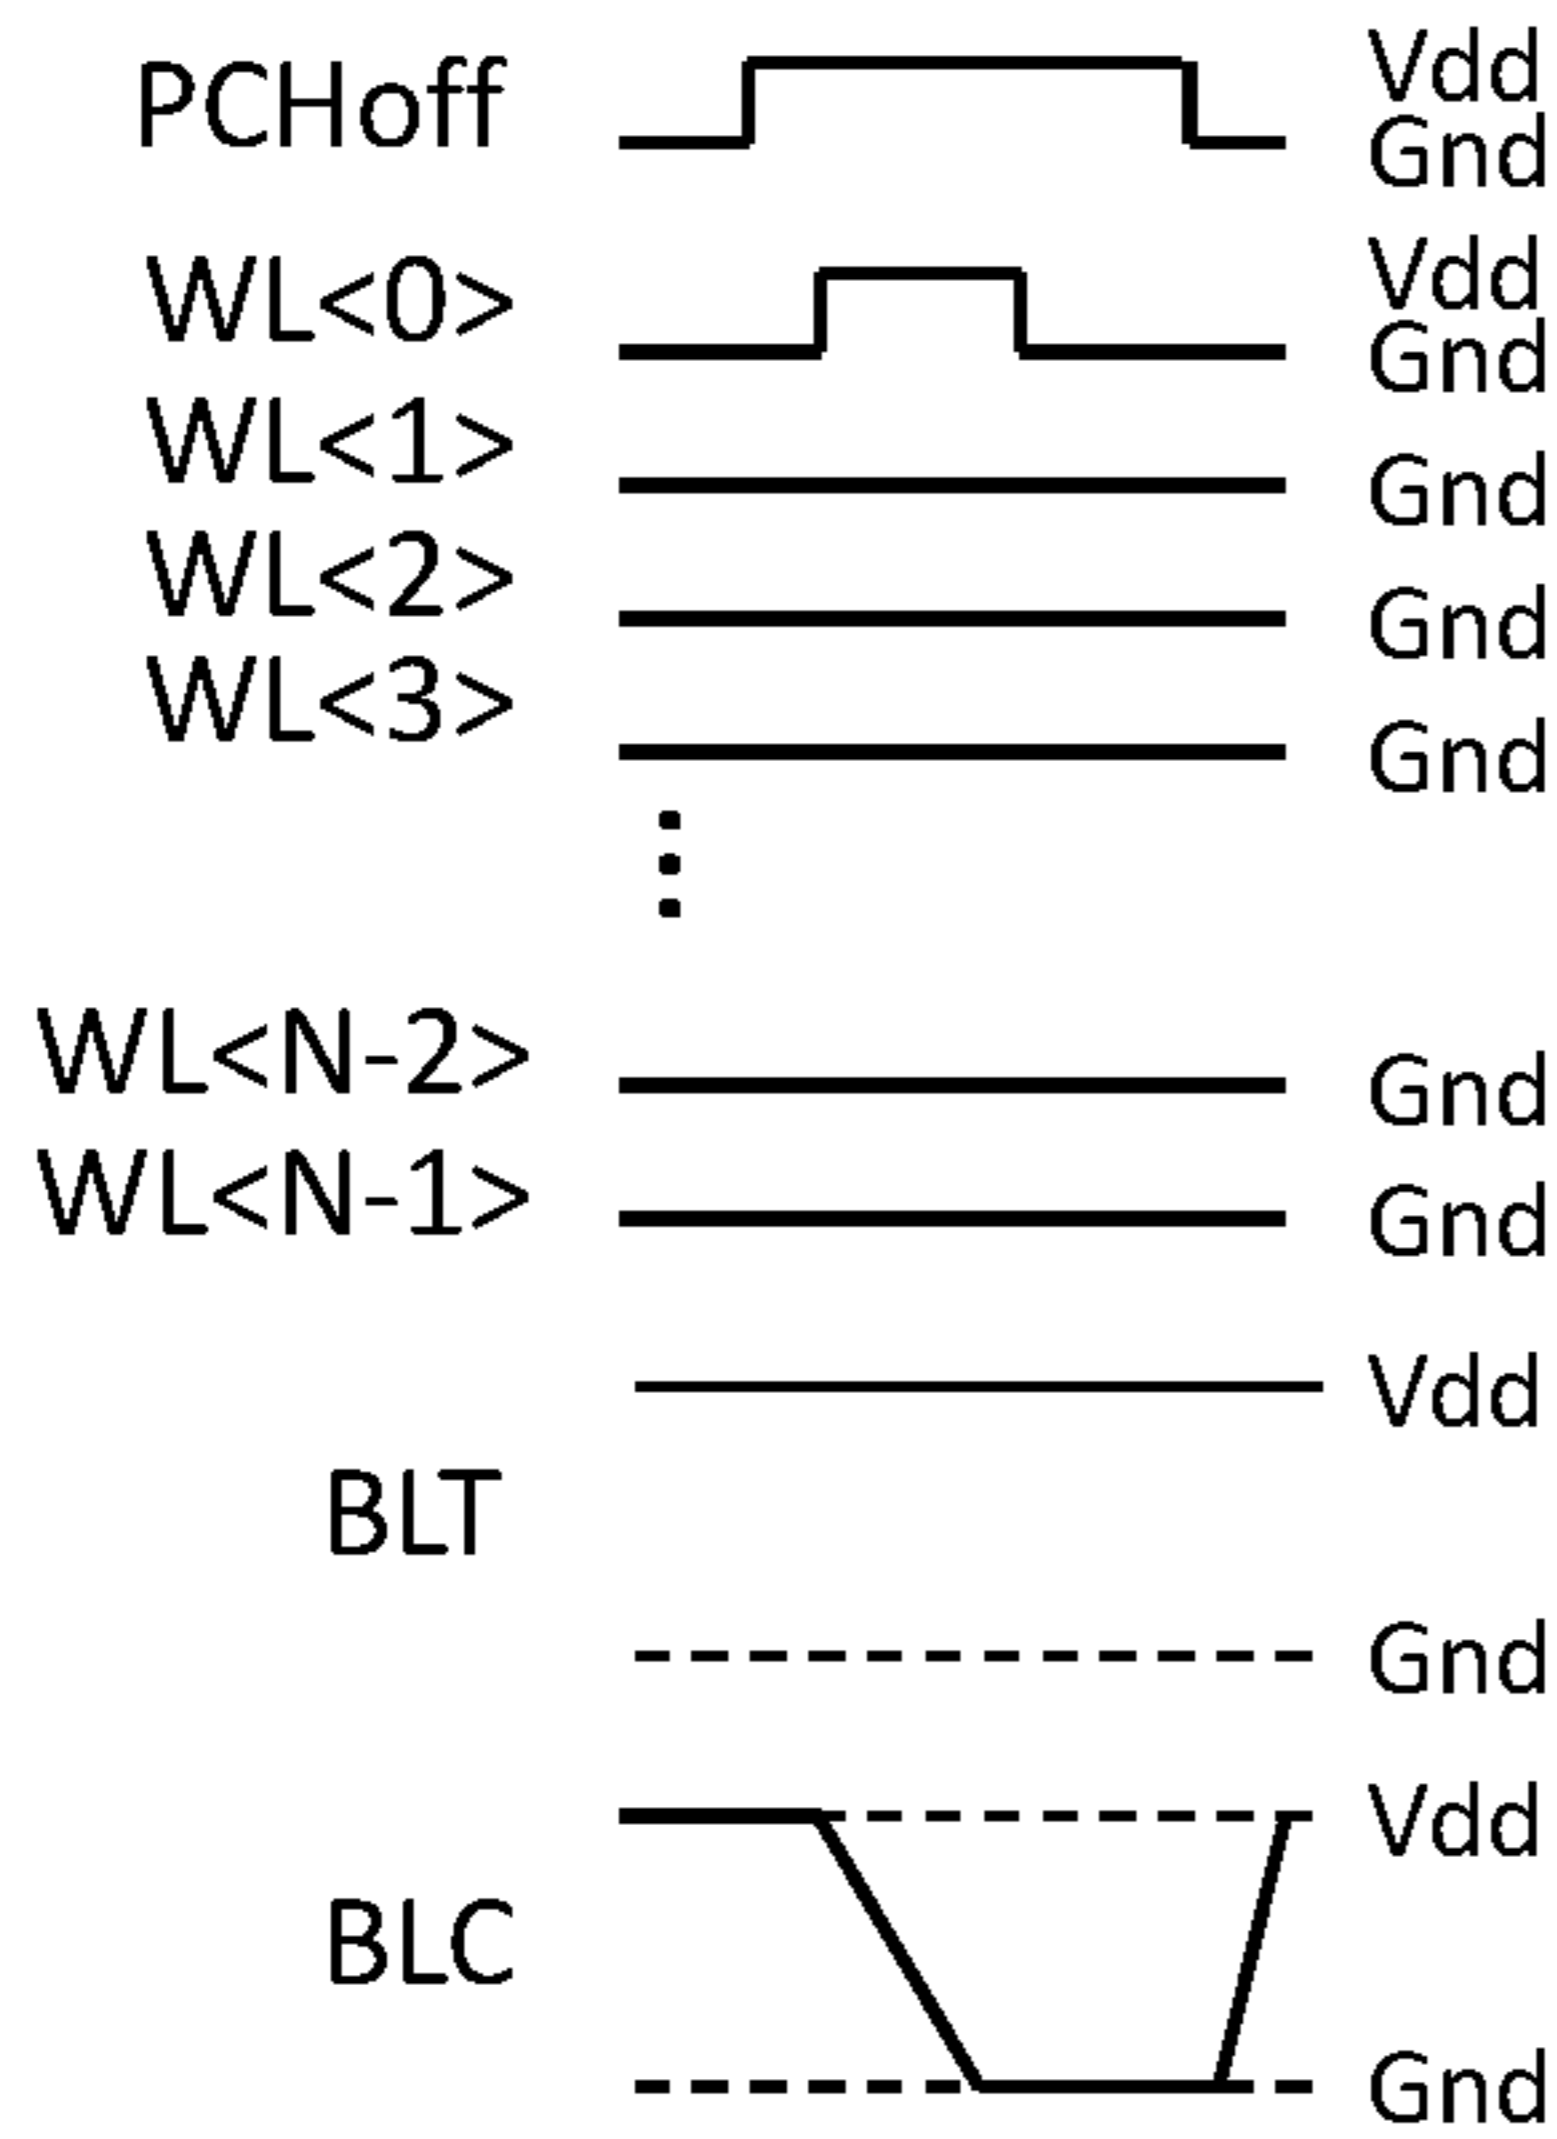 PCHoff Vdd
Gnd
WL<0> Vdd
Gnd
WL<1> Gnd
WL<2> Gnd
WL<3> Gnd
WL<N-2> Gnd
WL<N-1> Gnd
Vdd
BLT
Gnd
Vdd
BLC
Gnd